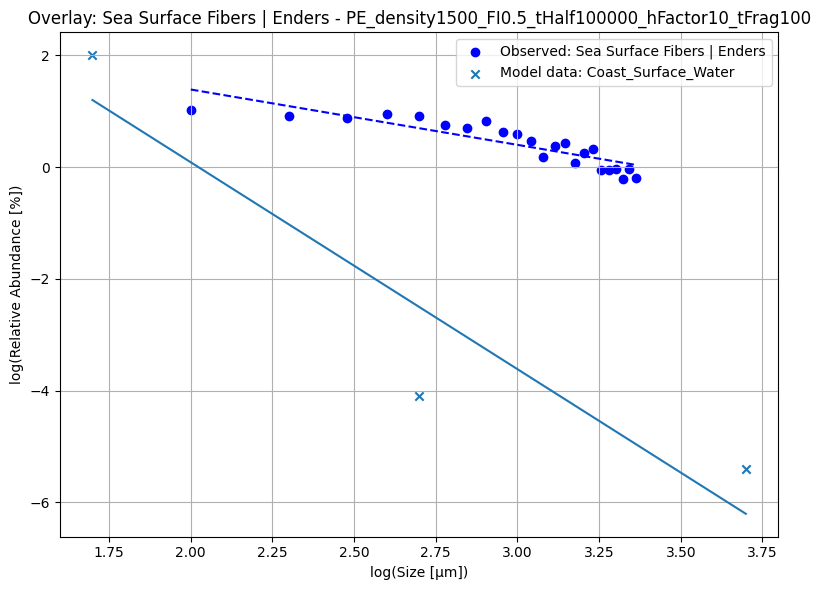 Overlay: Sea Surface Fibers | Enders - PE_density1500_FI0.5_tHalf100000_hFactor10_tFrag100
Observed: Sea Surface Fibers | Enders
Model data: Coast_Surface_Water
log(Relative Abundance [%])
2
0
−2
−4
−6
1.75 2.00 2.25 2.50 2.75 3.00 3.25 3.50 3.75
log(Size [μm])